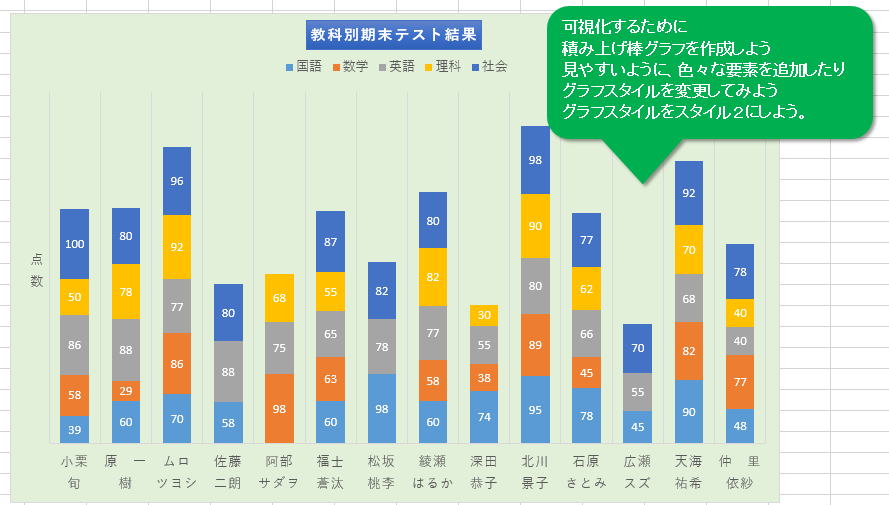 教科別期末テスト結果
国語 数学 英語 理科 社会
可視化するために
積み上げ棒グラフを作成しよう
見やすいように、色々な要素を追加したり
グラフスタイルを変更してみよう
グラフスタイルをスタイル２にしよう。
点数
100 50 86 58 39
80 78 88 29 60
96 92 77 86 70
80 88 58
68 75 98
87 55 65 63 60
82 78 98
80 82 77 58 60
30 55 38 74
98 90 80 89 95
77 62 66 45 78
70 55 45
92 70 68 82 90
78 40 40 77 48
小栗 原　一 ムロ 佐藤 阿部 福士 松坂 綾瀬 深田 北川 石原 広瀬 天海 仲　里
旬 樹 ツヨシ 二朗 サダヲ 蒼汰 桃李 はるか 恭子 景子 さとみ スズ 祐希 依紗